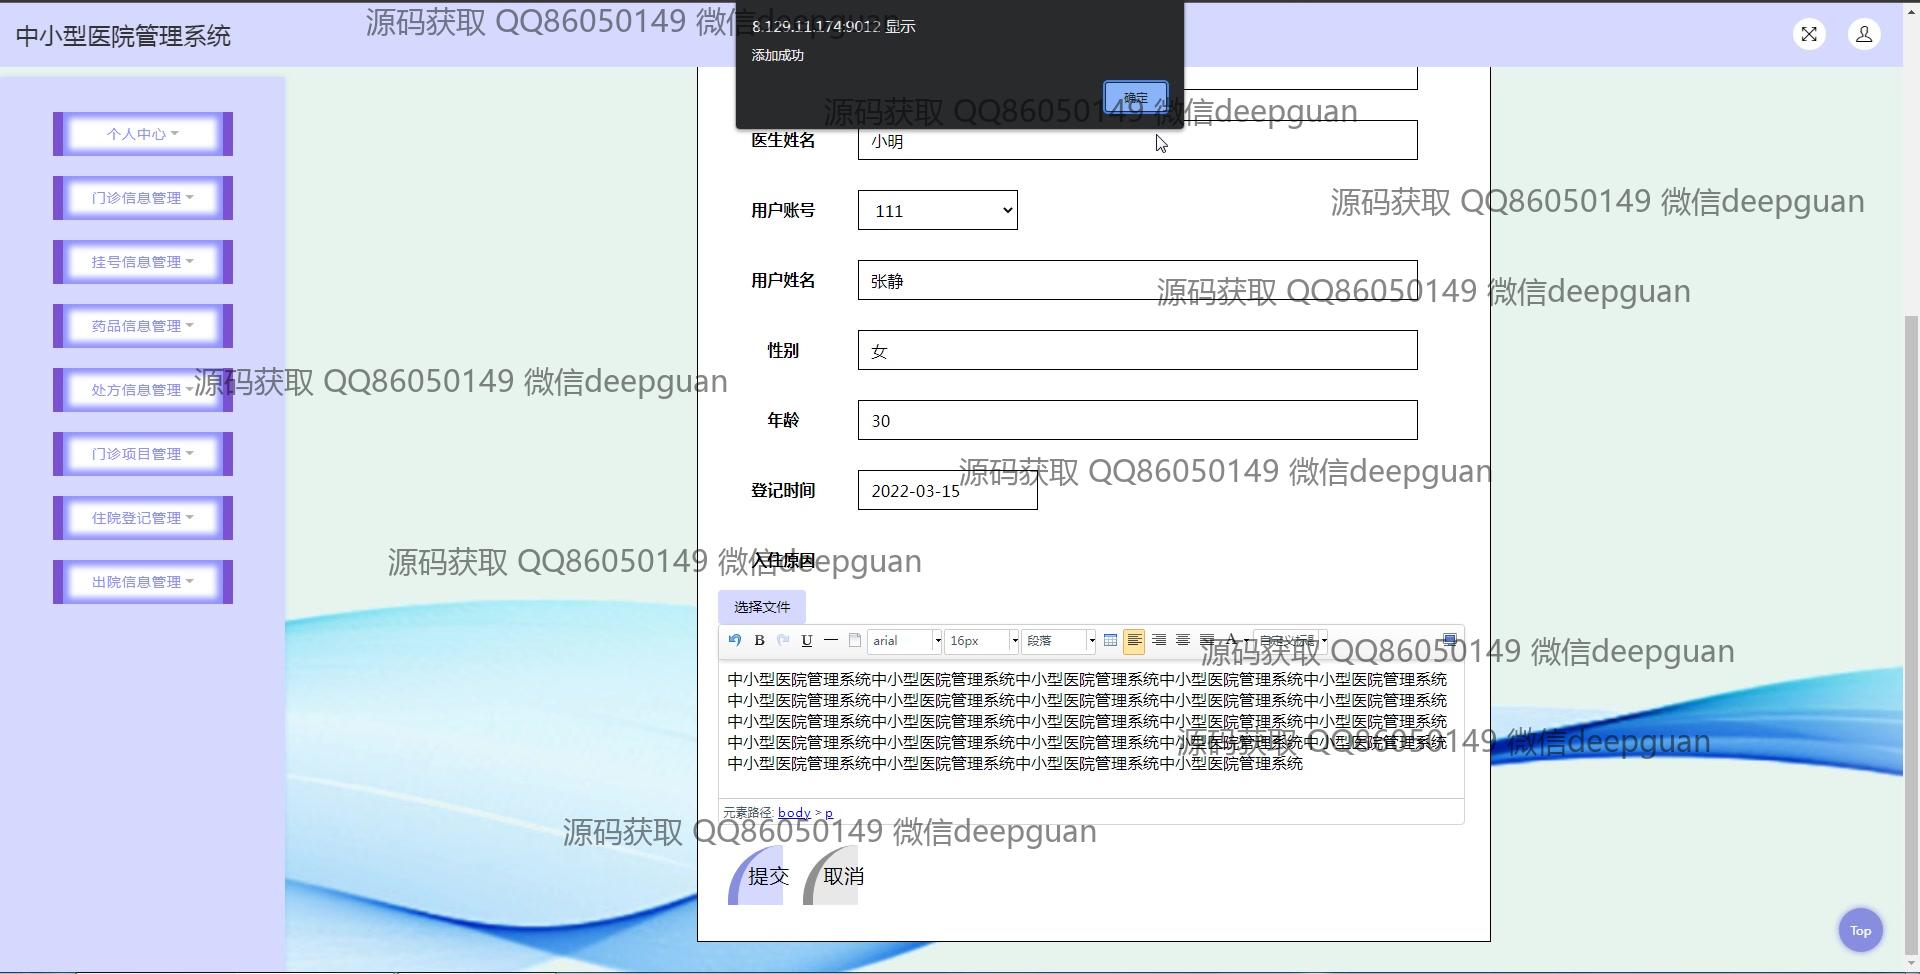 中小型医院管理系统
源码获取 QQ86050149 微信deepguan
8.129.11.174:9012 显示
添加成功
确定
源码获取 QQ86050149 微信deepguan
个人中心
门诊信息管理
挂号信息管理
药品信息管理
处方信息管理
门诊项目管理
住院登记管理
出院信息管理
医生姓名
小明
源码获取 QQ86050149 微信deepguan
用户账号
111
用户姓名
张静
源码获取 QQ86050149 微信deepguan
性别
女
源码获取 QQ86050149 微信deepguan
年龄
30
源码获取 QQ86050149 微信deepguan
登记时间
2022-03-15
源码获取 QQ86050149 微信deepguan
入住原因
选择文件
B U arial 16px 段落 A 自定义标题
源码获取 QQ86050149 微信deepguan
中小型医院管理系统中小型医院管理系统中小型医院管理系统中小型医院管理系统中小型医院管理系统
中小型医院管理系统中小型医院管理系统中小型医院管理系统中小型医院管理系统中小型医院管理系统
中小型医院管理系统中小型医院管理系统中小型医院管理系统中小型医院管理系统中小型医院管理系统
中小型医院管理系统中小型医院管理系统中小型医院管理系统中小型医院管理系统中小型医院管理系统
源码获取 QQ86050149 微信deepguan
中小型医院管理系统中小型医院管理系统中小型医院管理系统中小型医院管理系统
元素路径: body > p
源码获取 QQ86050149 微信deepguan
提交
取消
Top